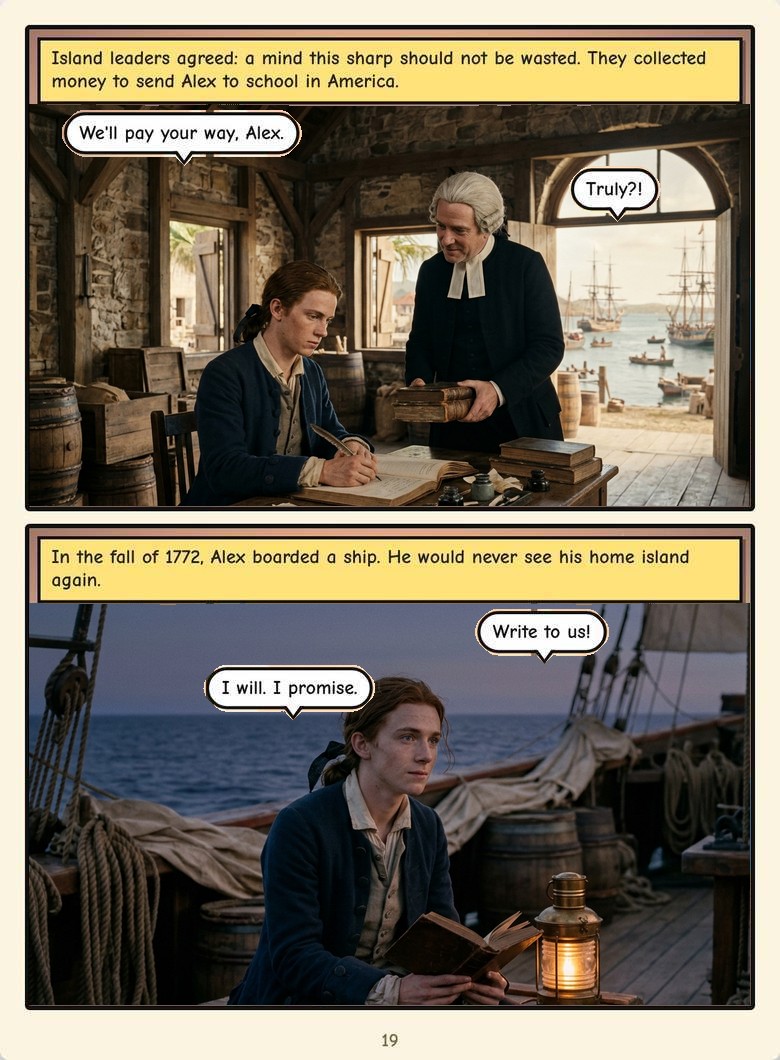 Island leaders agreed: a mind this sharp should not be wasted. They collected
money to send Alex to school in America.
We'll pay your way, Alex.
Truly?!
In the fall of 1772, Alex boarded a ship. He would never see his home island
again.
Write to us!
I will. I promise.
19